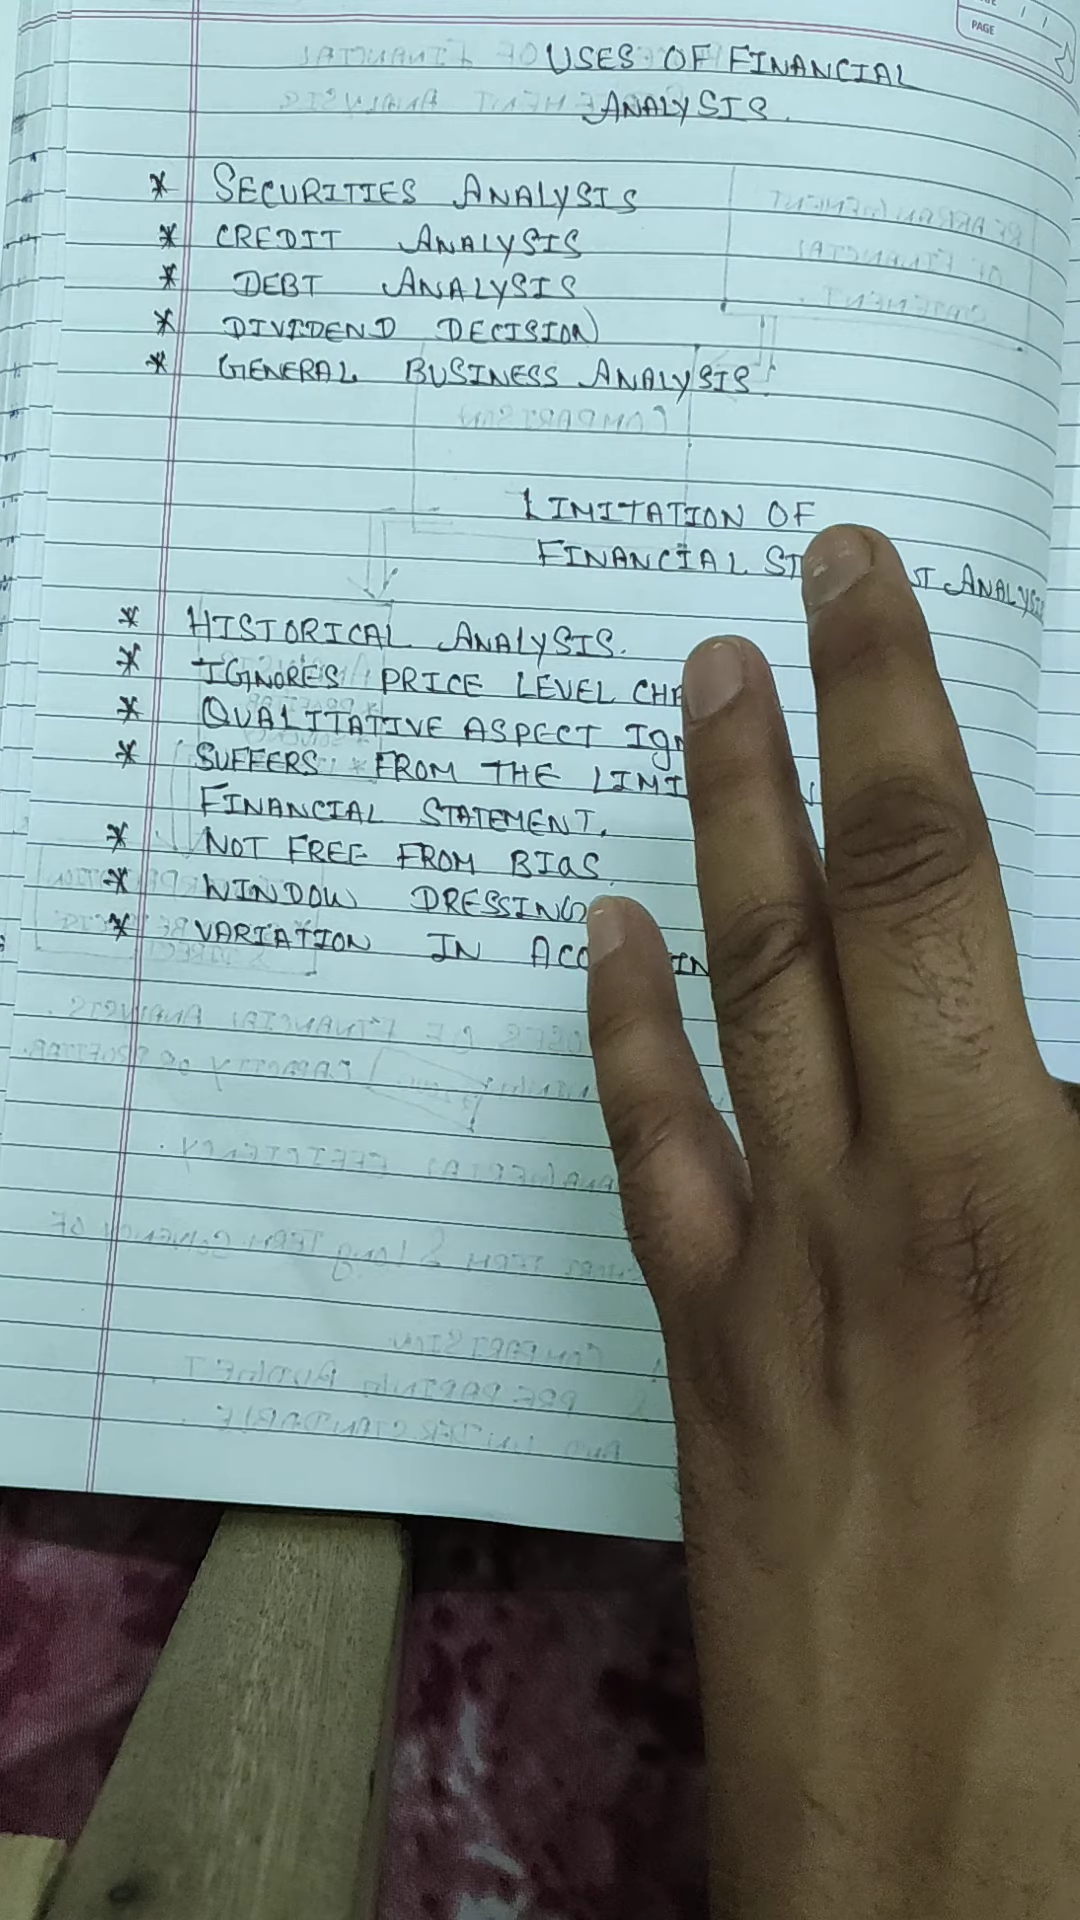 PAGE
USES OF FINANCIAL
ANALYSIS.
* SECURITIES ANALYSIS
* CREDIT ANALYSIS
* DEBT ANALYSIS
* DIVIDEND DECISION
* GENERAL BUSINESS ANALYSIS.
LIMITATION OF
FINANCIAL ANALYSIS
* HISTORICAL ANALYSIS.
* IGNORES PRICE LEVEL
* QUALITATIVE ASPECT
* SUFFERS FROM THE
FINANCIAL STATEMENT.
* NOT FREE FROM BIaS.
* WINDOW DRESSING
* VARIATION IN